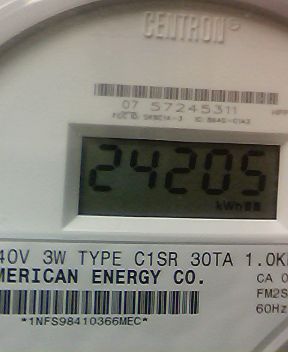 CENTRON®
07 57245311
24205
kWh
40V 3W TYPE C1SR 30TA 1.0K
MERICAN ENERGY CO.
CA 0
FM2S
60Hz
*1NFS98410366MEC*